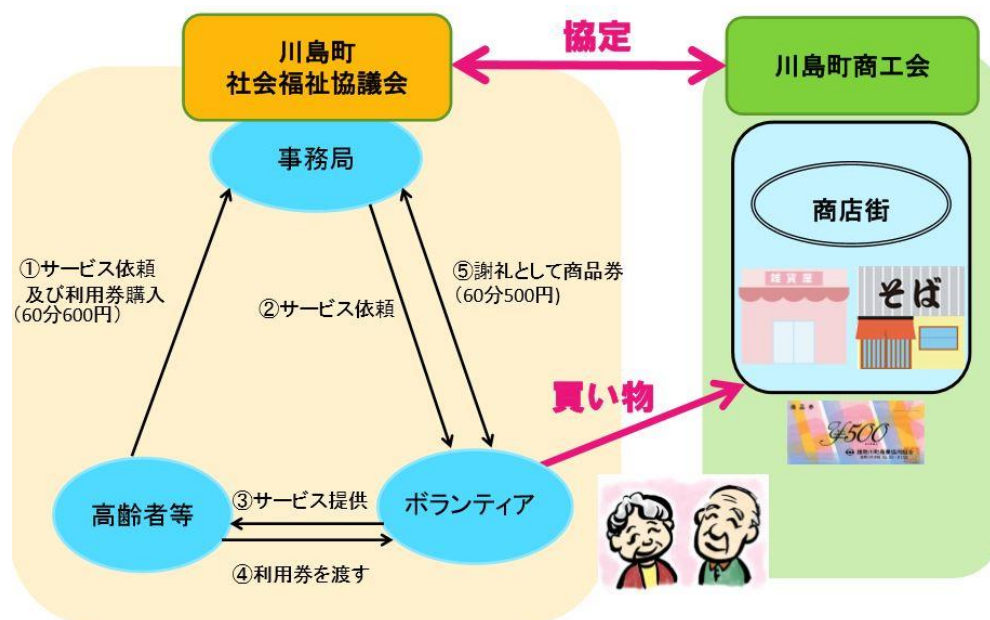 川島町
社会福祉協議会
協定
川島町商工会
事務局
商店街
①サービス依頼
及び利用券購入
(60分600円)
②サービス依頼
⑤謝礼として商品券
(60分500円)
雑貨屋
そば
買い物
商品券
¥500
高齢者等
③サービス提供
ボランティア
④利用券を渡す